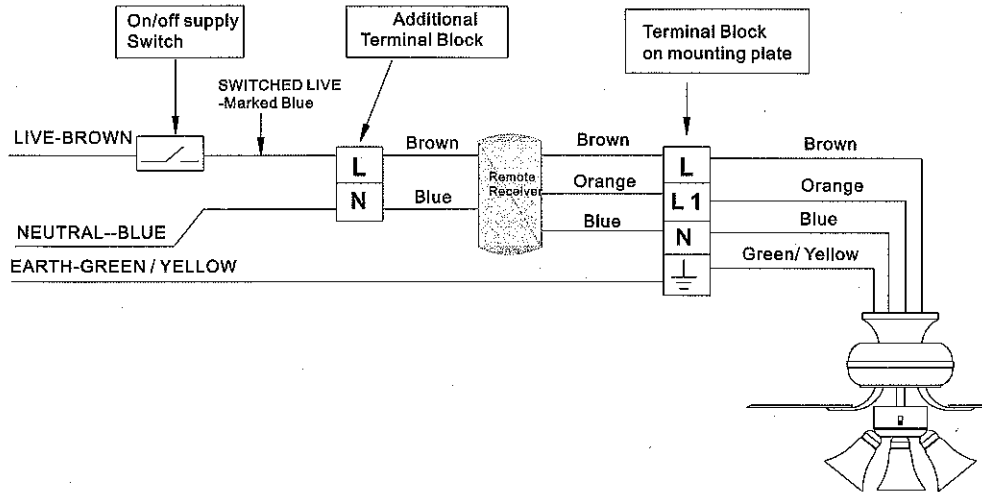 On/off supply
Switch
Additional
Terminal Block
Terminal Block
on mounting plate
SWITCHED LIVE
-Marked Blue
LIVE-BROWN
Brown
Brown
Brown
L
L
Remote
Receiver
Orange
Orange
L1
N
Blue
Blue
Blue
N
NEUTRAL--BLUE
Green/ Yellow
EARTH-GREEN / YELLOW